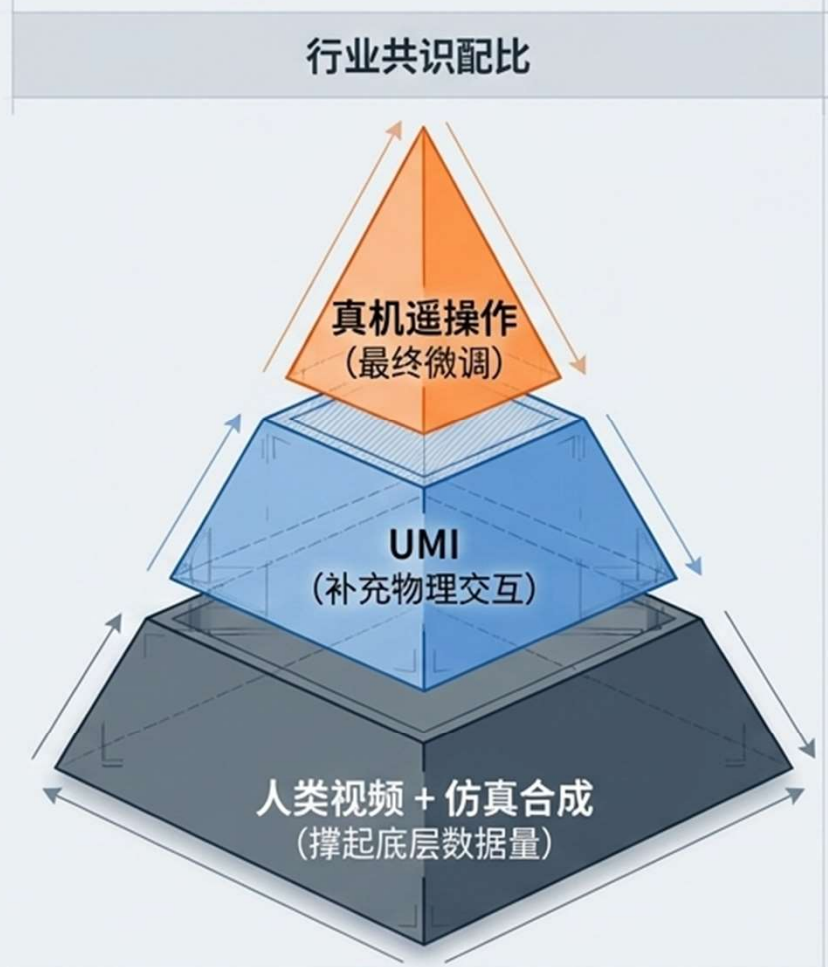 行业共识配比
真机遥操作
（最终微调）
UMI
（补充物理交互）
人类视频 + 仿真合成
（撑起底层数据量）